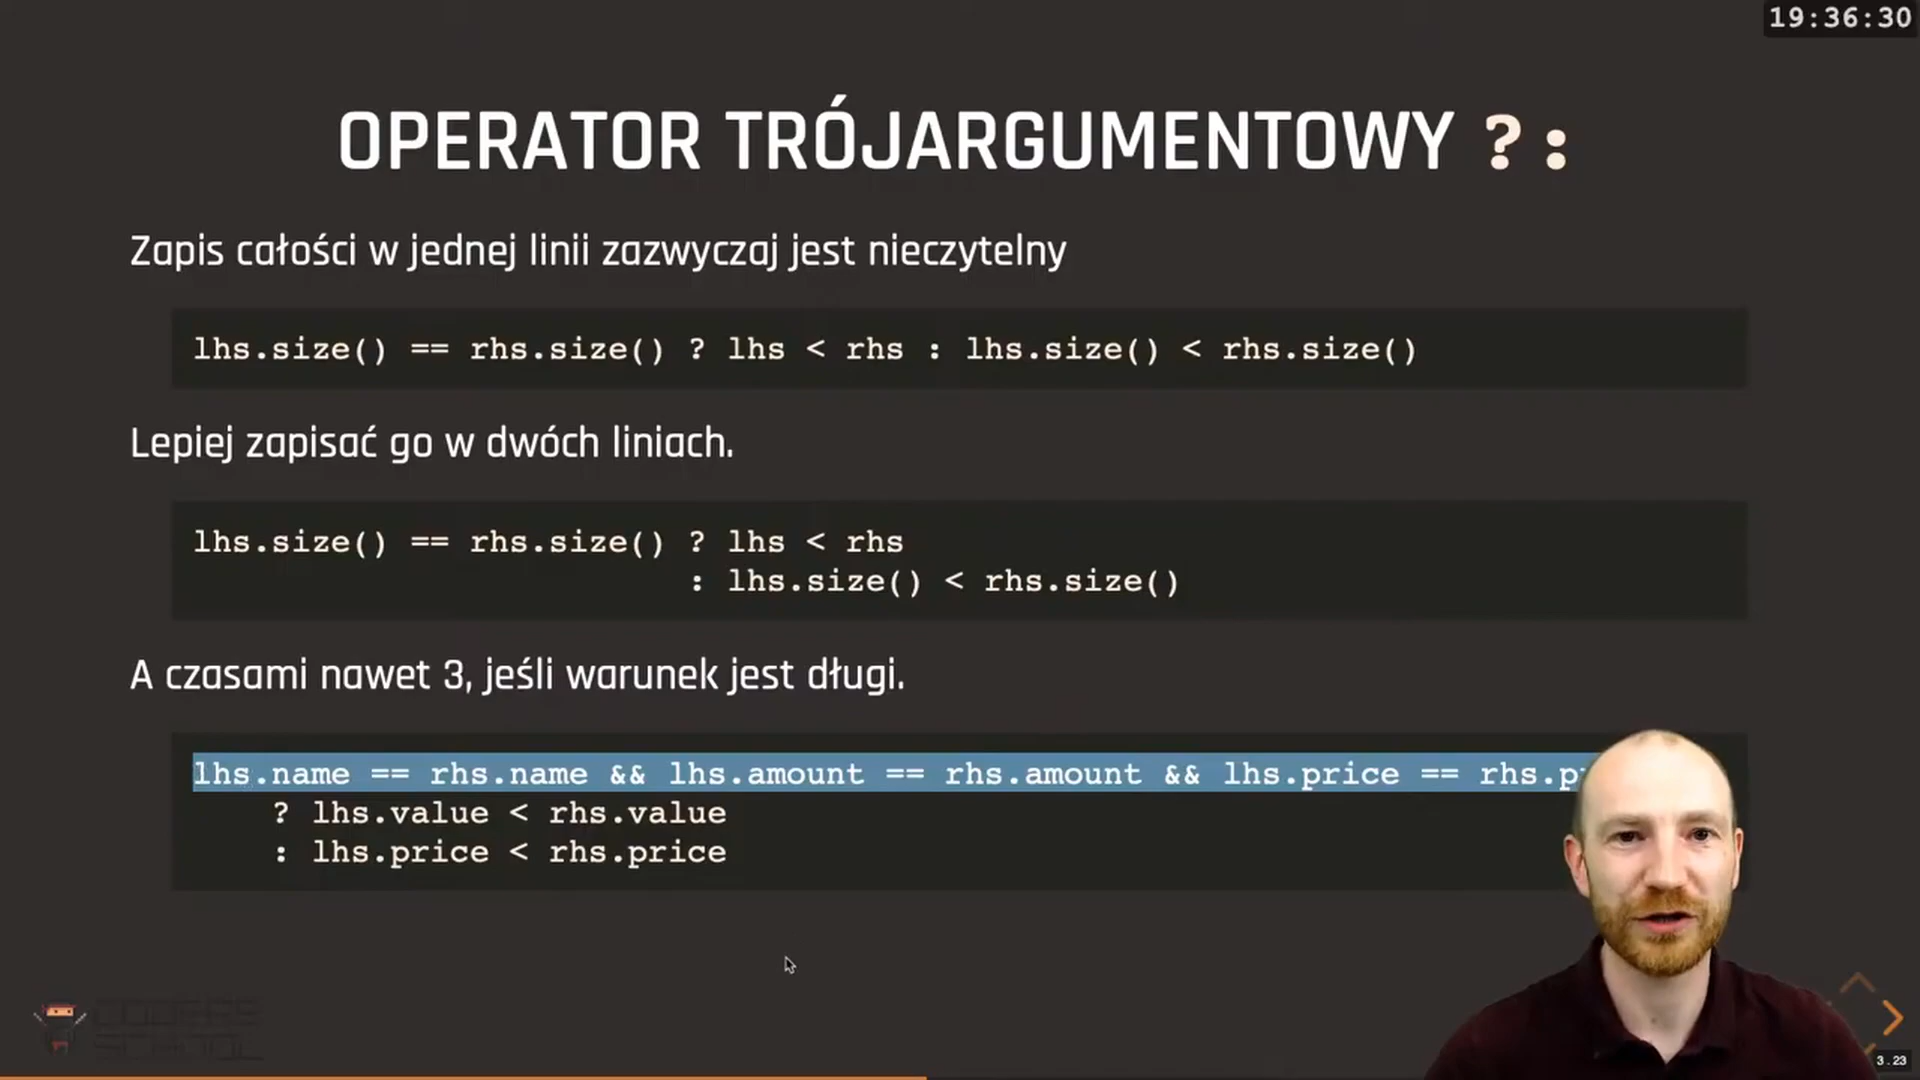 19:36:30
OPERATOR TRÓJARGUMENTOWY ? :
Zapis całości w jednej linii zazwyczaj jest nieczytelny
lhs.size() == rhs.size() ? lhs < rhs : lhs.size() < rhs.size()
Lepiej zapisać go w dwóch liniach.
lhs.size() == rhs.size() ? lhs < rhs
: lhs.size() < rhs.size()
A czasami nawet 3, jeśli warunek jest długi.
lhs.name == rhs.name && lhs.amount == rhs.amount && lhs.price ==
? lhs.value < rhs.value
: lhs.price < rhs.price
CODERS
SCHOOL
3.23